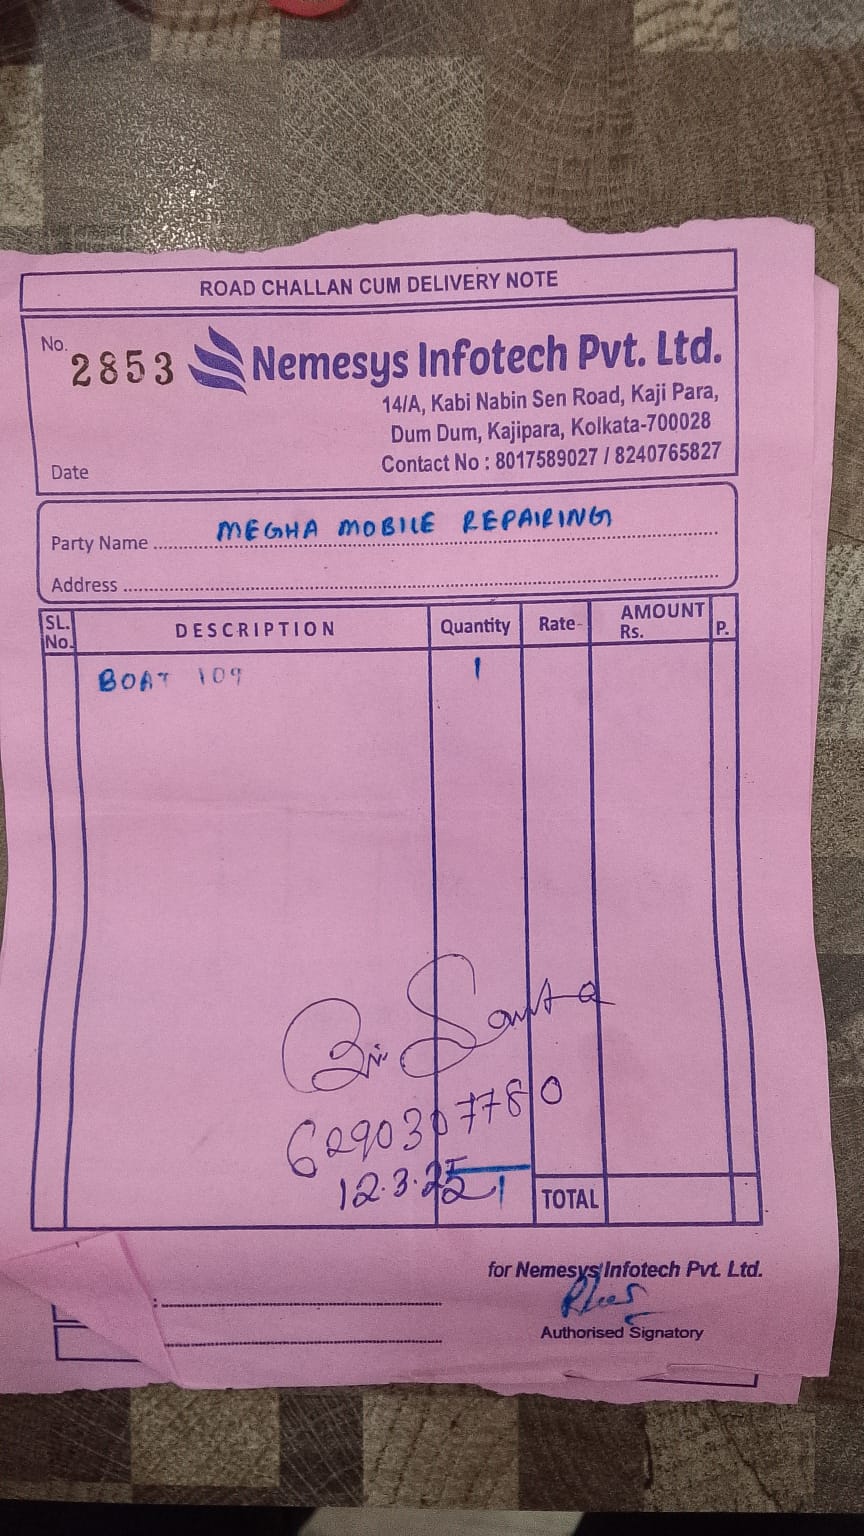 ROAD CHALLAN CUM DELIVERY NOTE
No. 2853
Nemesys Infotech Pvt. Ltd.
14/A, Kabi Nabin Sen Road, Kaji Para,
Dum Dum, Kajipara, Kolkata-700028
Date
Contact No : 8017589027 / 8240765827
Party Name MEGHA MOBILE REPAIRING
Address
SL. No. DESCRIPTION Quantity Rate AMOUNT Rs. P.
BOAT 109 1
6290307780
12.3.25 1 TOTAL
for Nemesys Infotech Pvt. Ltd.
Authorised Signatory